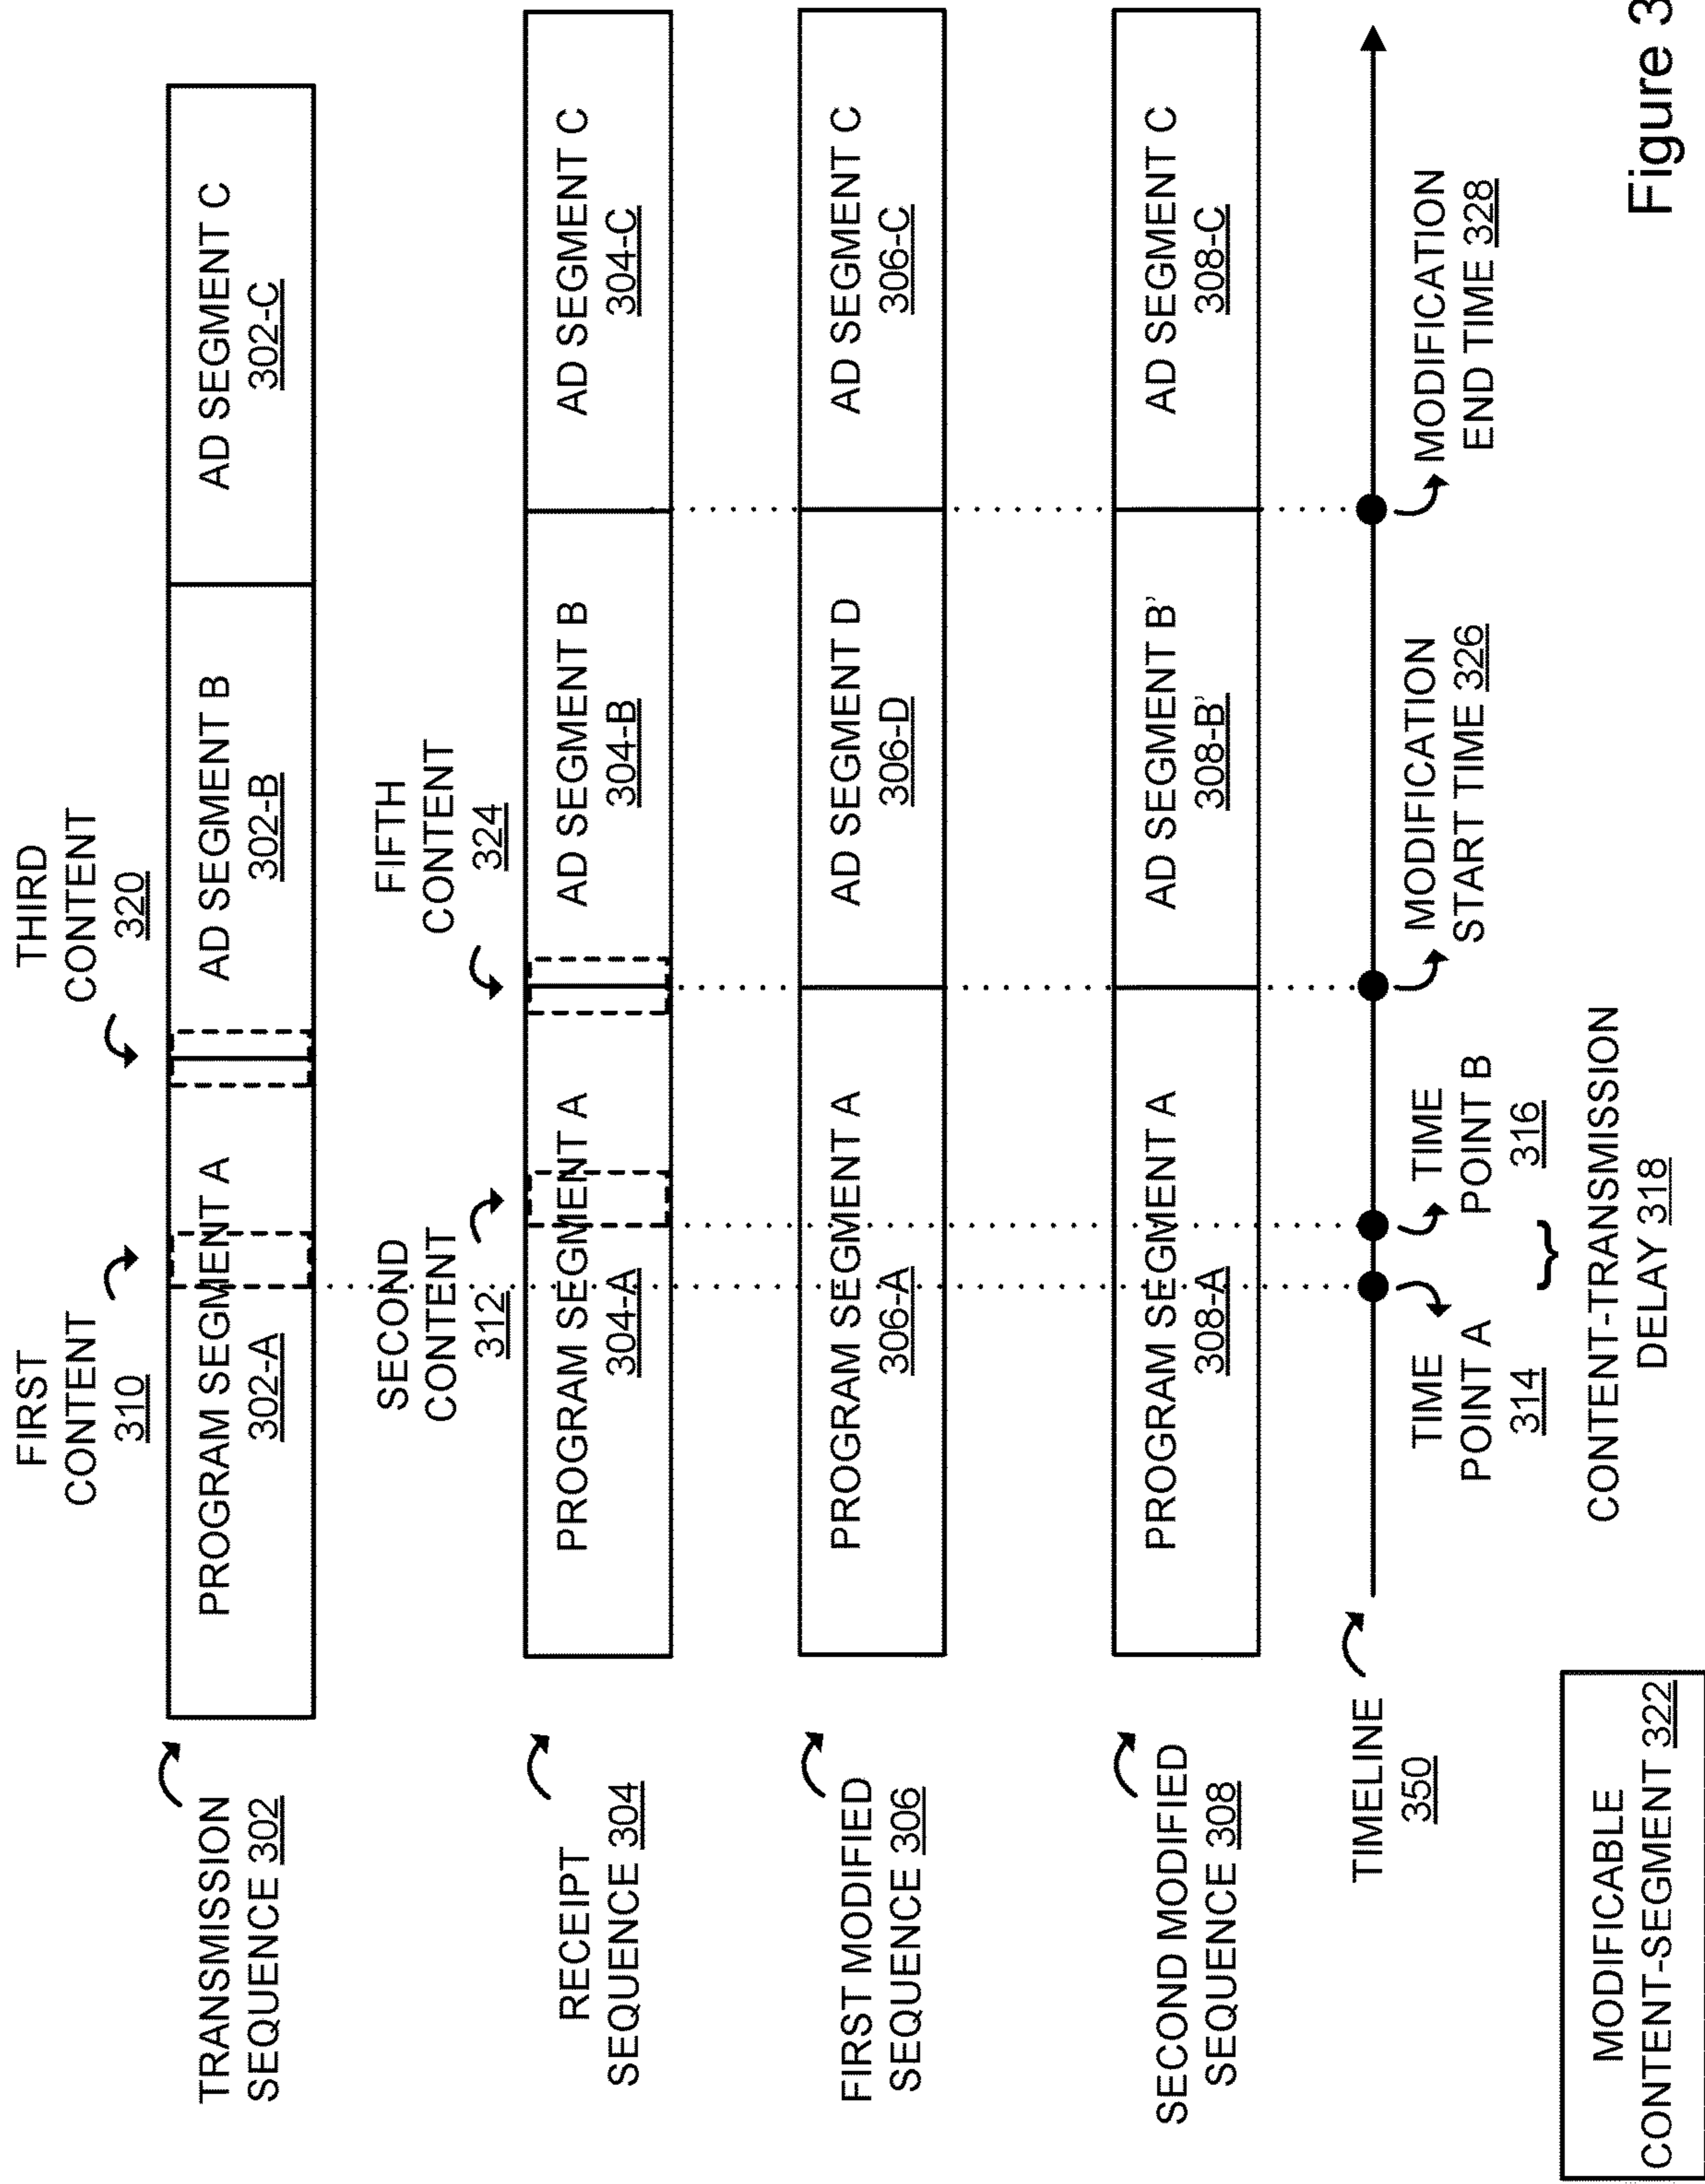 FIRST
CONTENT
310
THIRD
CONTENT
320
TRANSMISSION
SEQUENCE 302
PROGRAM SEGMENT A
302-A
AD SEGMENT B
302-B
AD SEGMENT C
302-C
SECOND
CONTENT
312
FIFTH
CONTENT
324
RECEIPT
SEQUENCE 304
PROGRAM SEGMENT A
304-A
AD SEGMENT B
304-B
AD SEGMENT C
304-C
FIRST MODIFIED
SEQUENCE 306
PROGRAM SEGMENT A
306-A
AD SEGMENT D
306-D
AD SEGMENT C
306-C
SECOND MODIFIED
SEQUENCE 308
PROGRAM SEGMENT A
308-A
AD SEGMENT B'
308-B'
AD SEGMENT C
308-C
TIMELINE
350
TIME
POINT A
314
TIME
POINT B
316
MODIFICATION
START TIME 326
MODIFICATION
END TIME 328
CONTENT-TRANSMISSION
DELAY 318
MODIFICABLE
CONTENT-SEGMENT 322
Figure 3